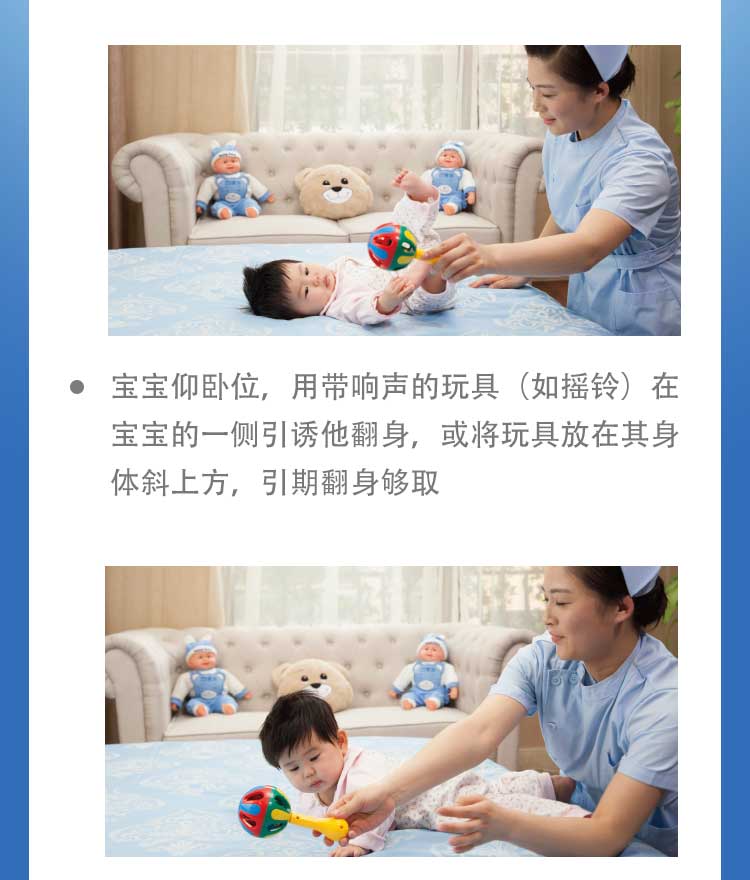 ● 宝宝仰卧位，用带响声的玩具（如摇铃）在
宝宝的一侧引诱他翻身，或将玩具放在其身
体斜上方，引期翻身够取